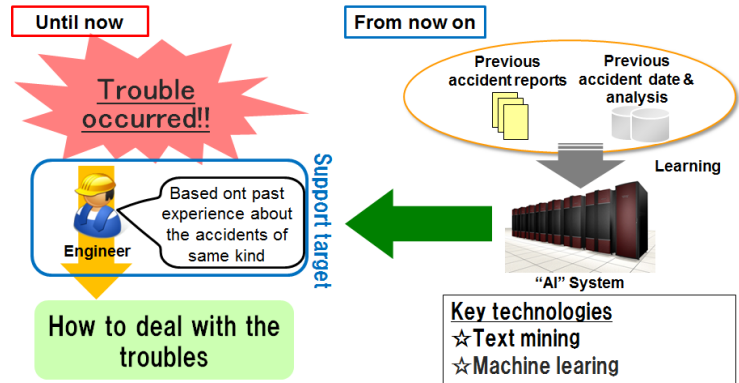 Until now
From now on
Trouble
occurred!!
Previous
accident reports
Previous
accident date &
analysis
Learning
Support target
Based ont past
experience about
the accidents of
same kind
Engineer
"AI" System
How to deal with the
troubles
Key technologies
☆Text mining
☆Machine learing